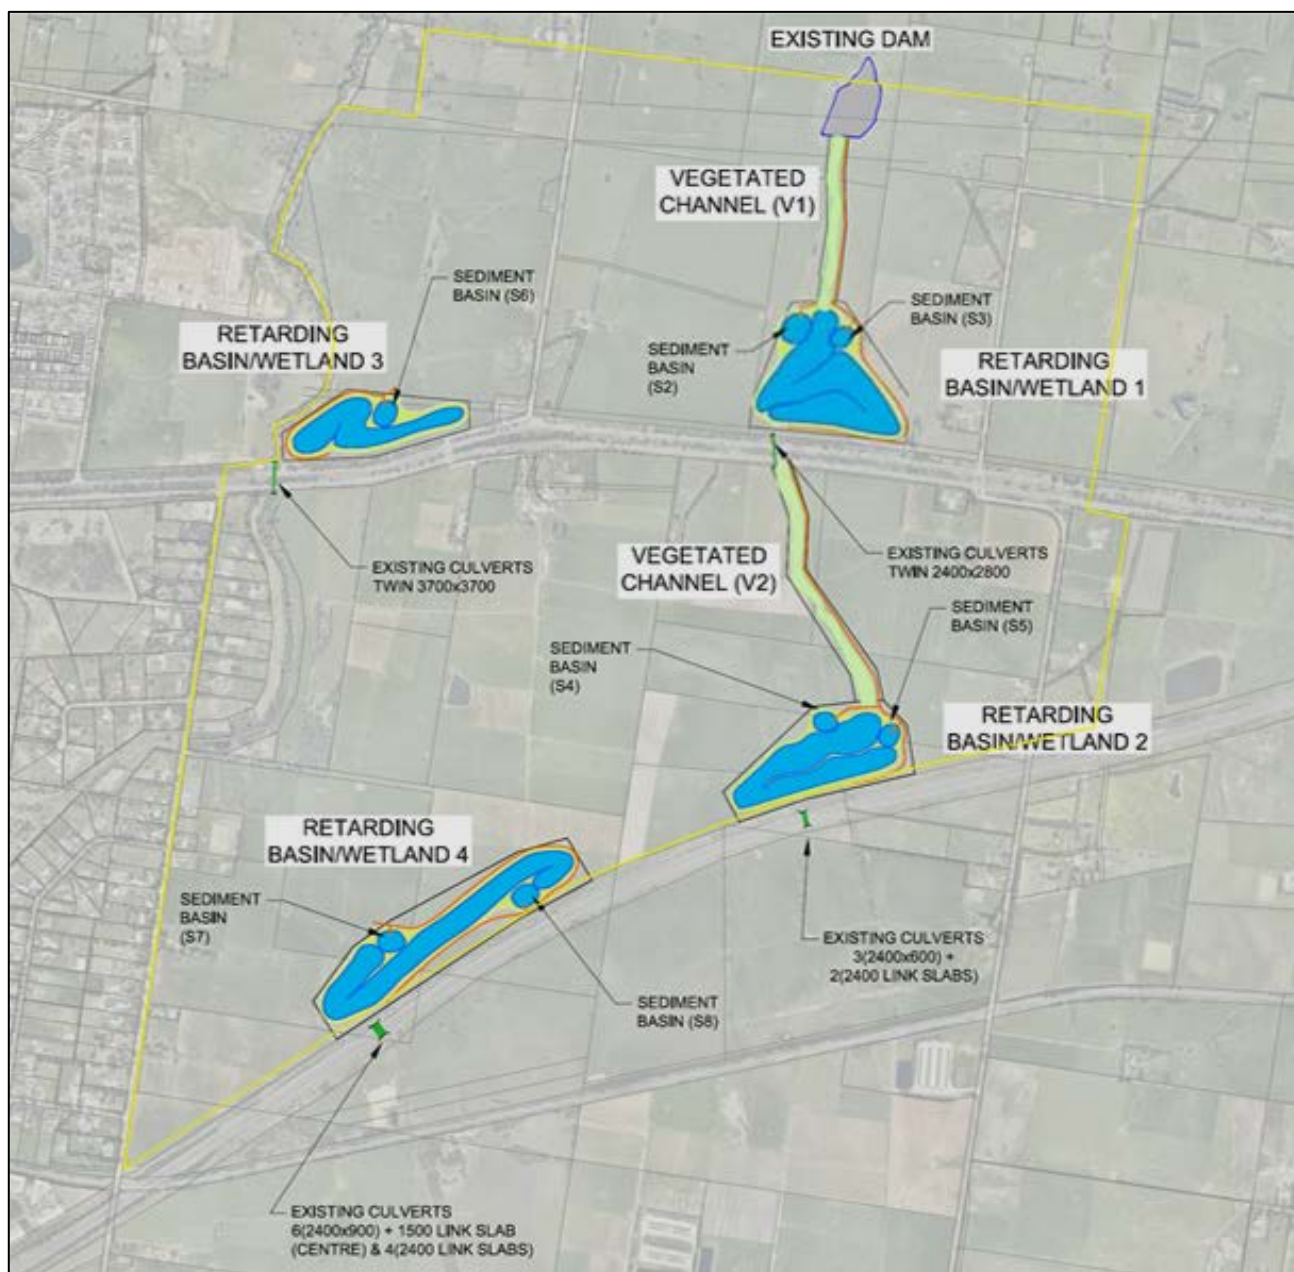 EXISTING DAM
VEGETATED
CHANNEL (V1)
SEDIMENT
BASIN (S6)
SEDIMENT
BASIN (S3)
RETARDING
BASIN/WETLAND 3
SEDIMENT
BASIN
(S2)
RETARDING
BASIN/WETLAND 1
EXISTING CULVERTS
TWIN 3700x3700
VEGETATED
CHANNEL (V2)
EXISTING CULVERTS
TWIN 2400x2800
SEDIMENT
BASIN (S5)
SEDIMENT
BASIN
(S4)
RETARDING
BASIN/WETLAND 2
RETARDING
BASIN/WETLAND 4
SEDIMENT
BASIN
(S7)
EXISTING CULVERTS
3(2400x600) +
2(2400 LINK SLABS)
SEDIMENT
BASIN (S8)
EXISTING CULVERTS
6(2400x900) + 1500 LINK SLAB
(CENTRE) & 4(2400 LINK SLABS)